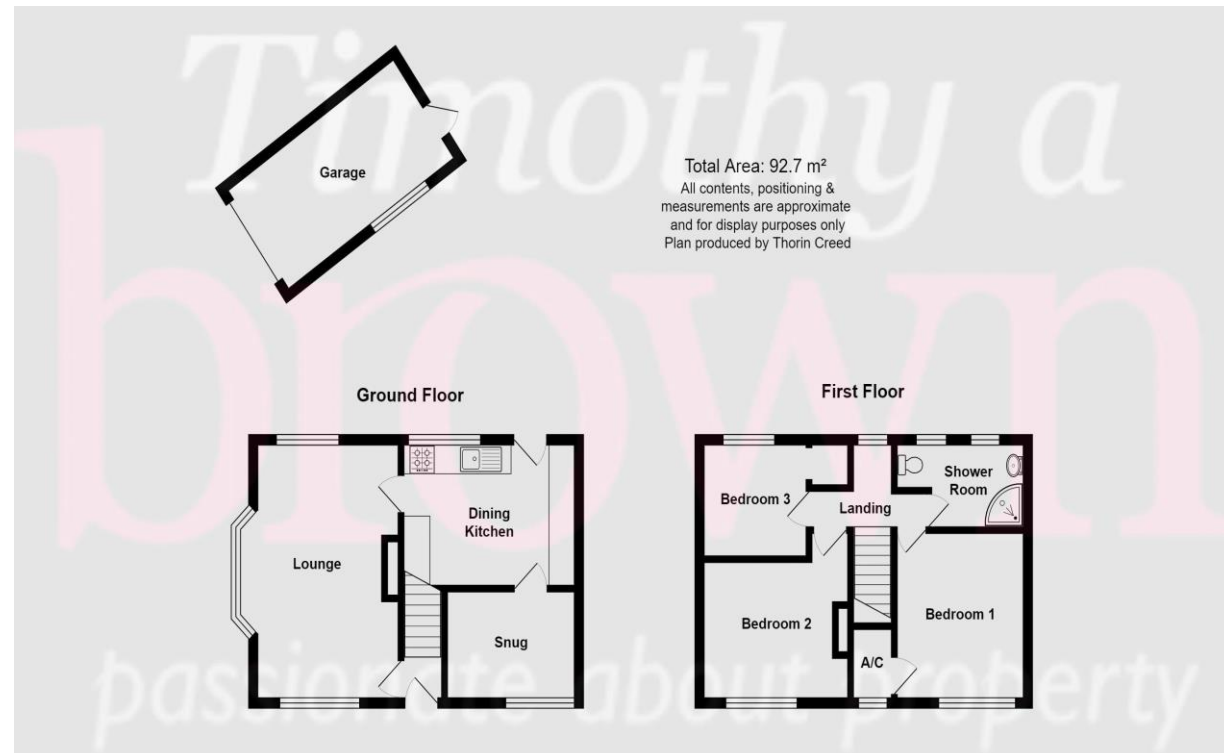 Timothy a
brown
passionate about property
Garage
Total Area: 92.7 m²
All contents, positioning &
measurements are approximate
and for display purposes only
Plan produced by Thorin Creed
Ground Floor
Lounge
Dining
Kitchen
Snug
First Floor
Bedroom 3
Landing
Shower
Room
Bedroom 2
A/C
Bedroom 1